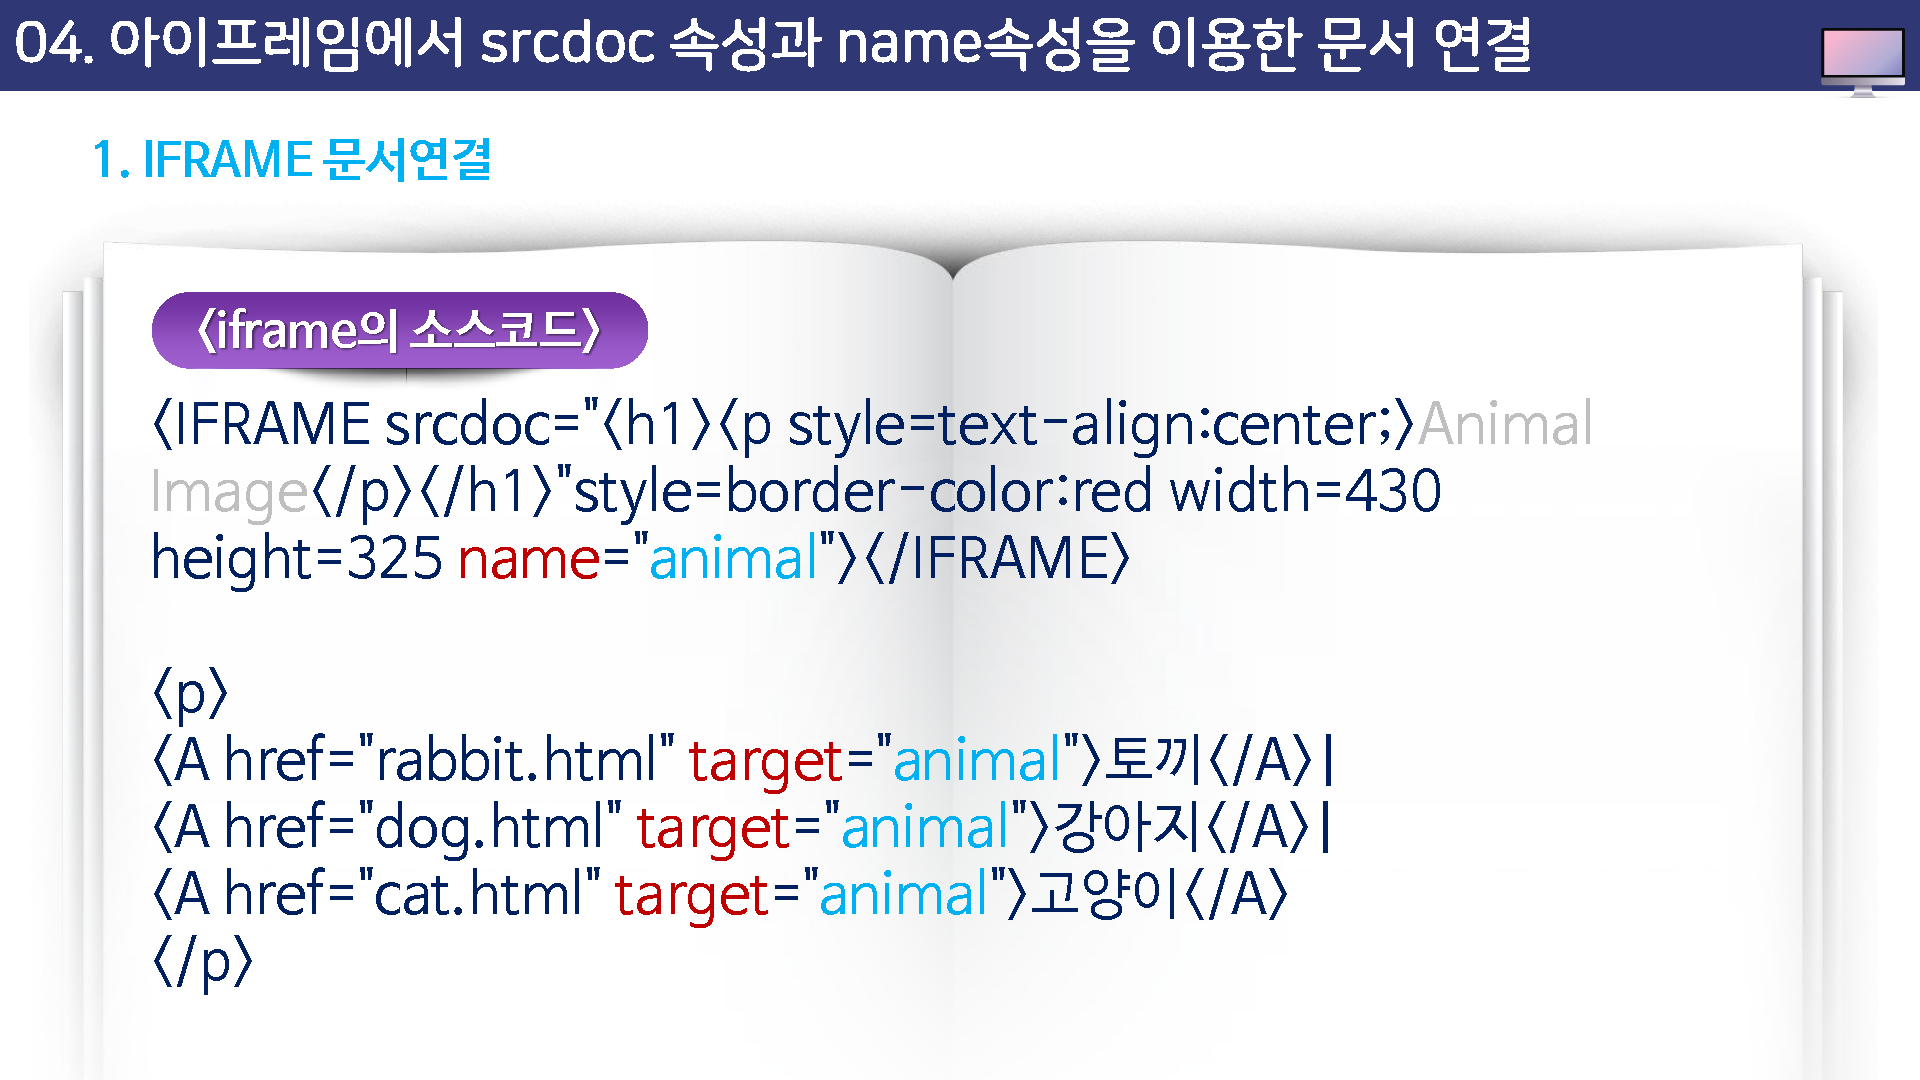 04. 아이프레임에서 srcdoc 속성과 name속성을 이용한 문서 연결
1. IFRAME 문서연결
<iframe의 소스코드>
<IFRAME srcdoc="<h1><p style=text-align:center;>Animal
Image</p></h1>"style=border-color:red width=430
height=325 name="animal"></IFRAME>
<p>
<A href="rabbit.html" target="animal">토끼</A>|
<A href="dog.html" target="animal">강아지</A>|
<A href="cat.html" target="animal">고양이</A>
</p>